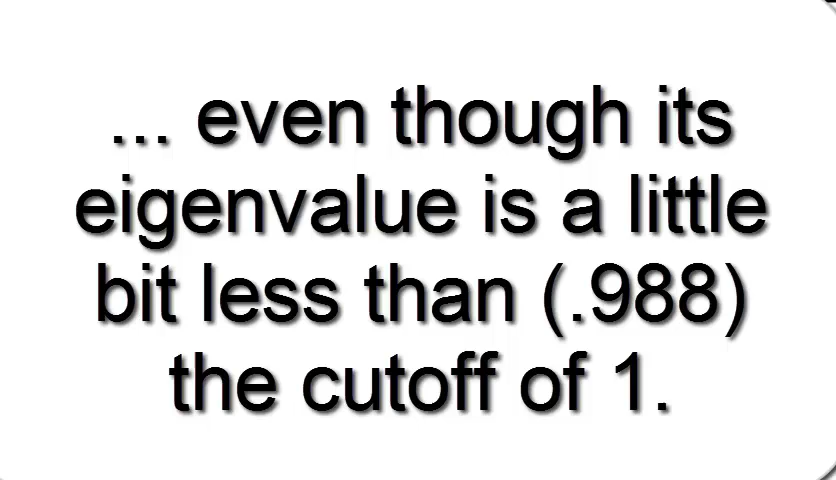 ... even though its
eigenvalue is a little
bit less than (.988)
the cutoff of 1.